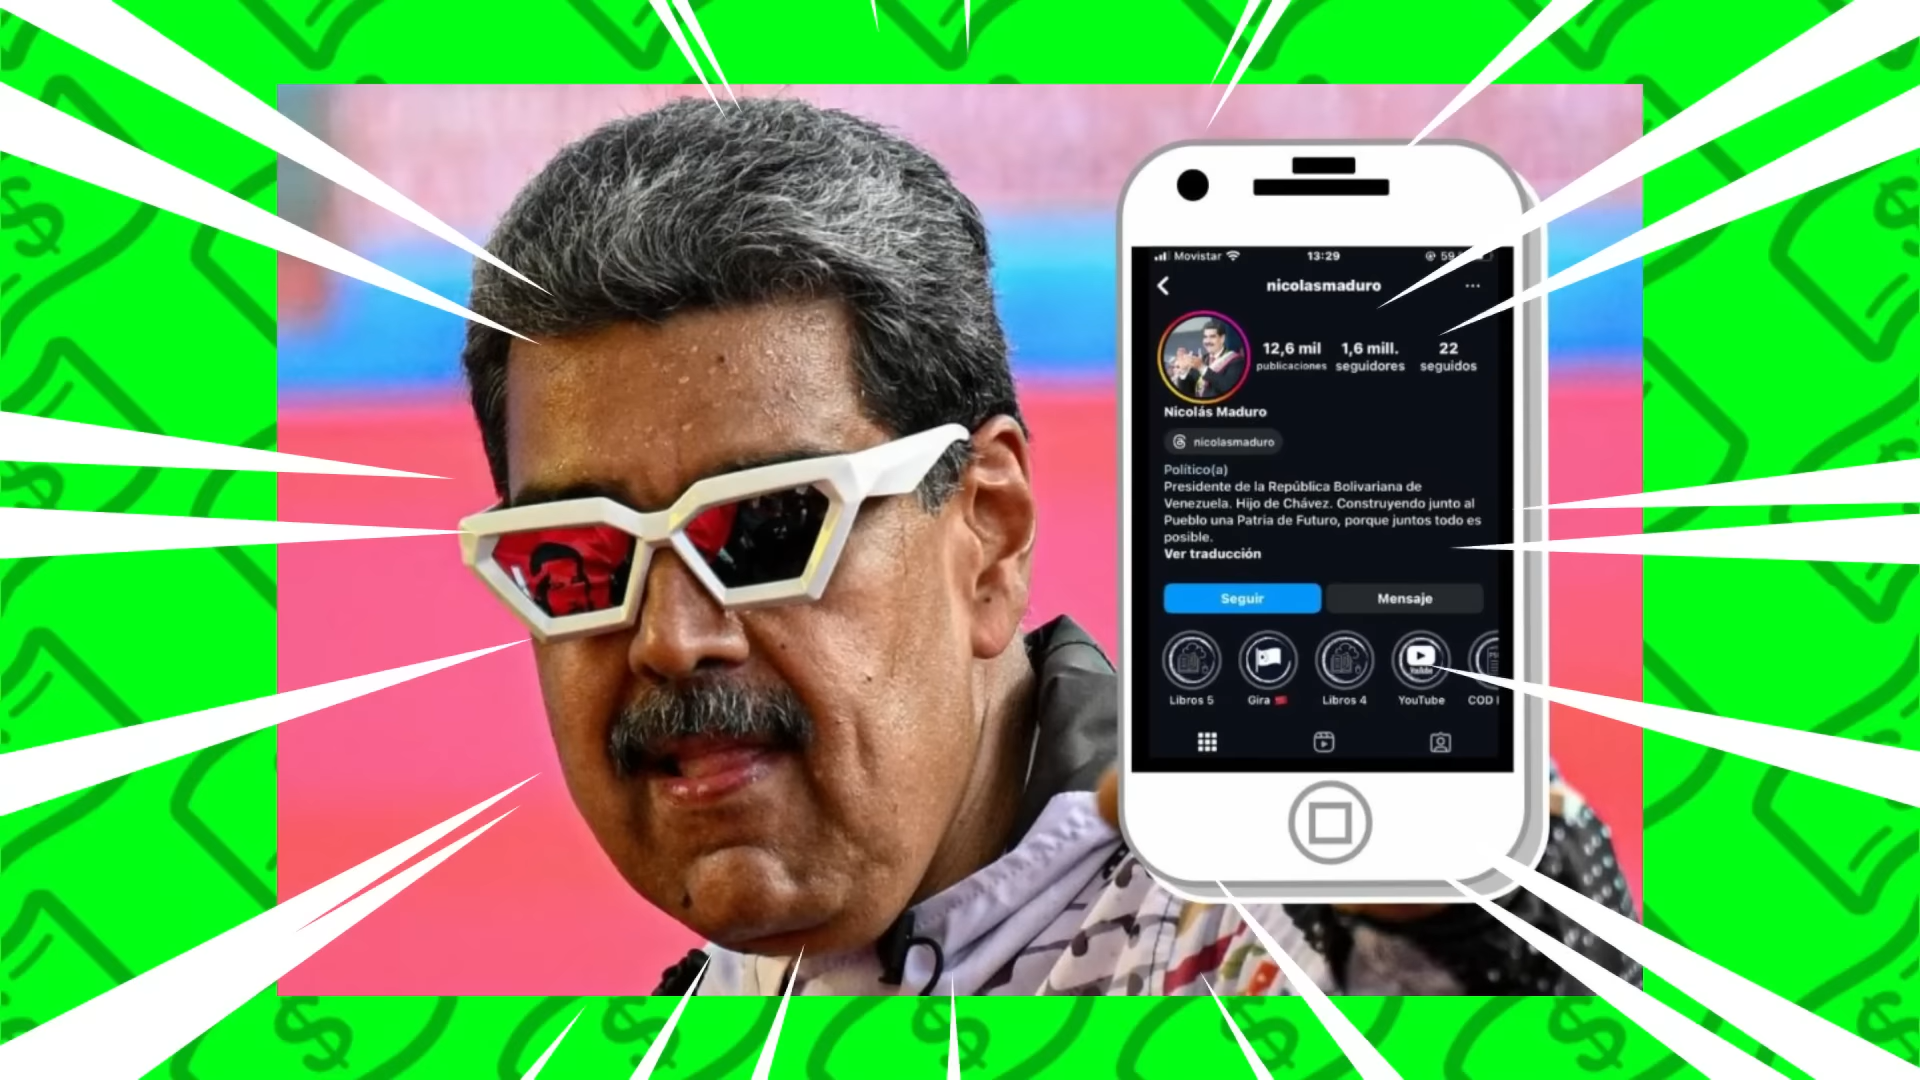 Movistar 13:29 59
nicolasmaduro
12,6 mil 1,6 mill. 22
publicaciones seguidores seguidos
Nicolás Maduro
nicolasmaduro
Político(a)
Presidente de la República Bolivariana de
Venezuela. Hijo de Chávez. Construyendo junto al
Pueblo una Patria de Futuro, porque juntos todo es
posible.
Ver traducción
Seguir Mensaje
Libros 5 Gira Libros 4 YouTube COD
$
$
$
$
$